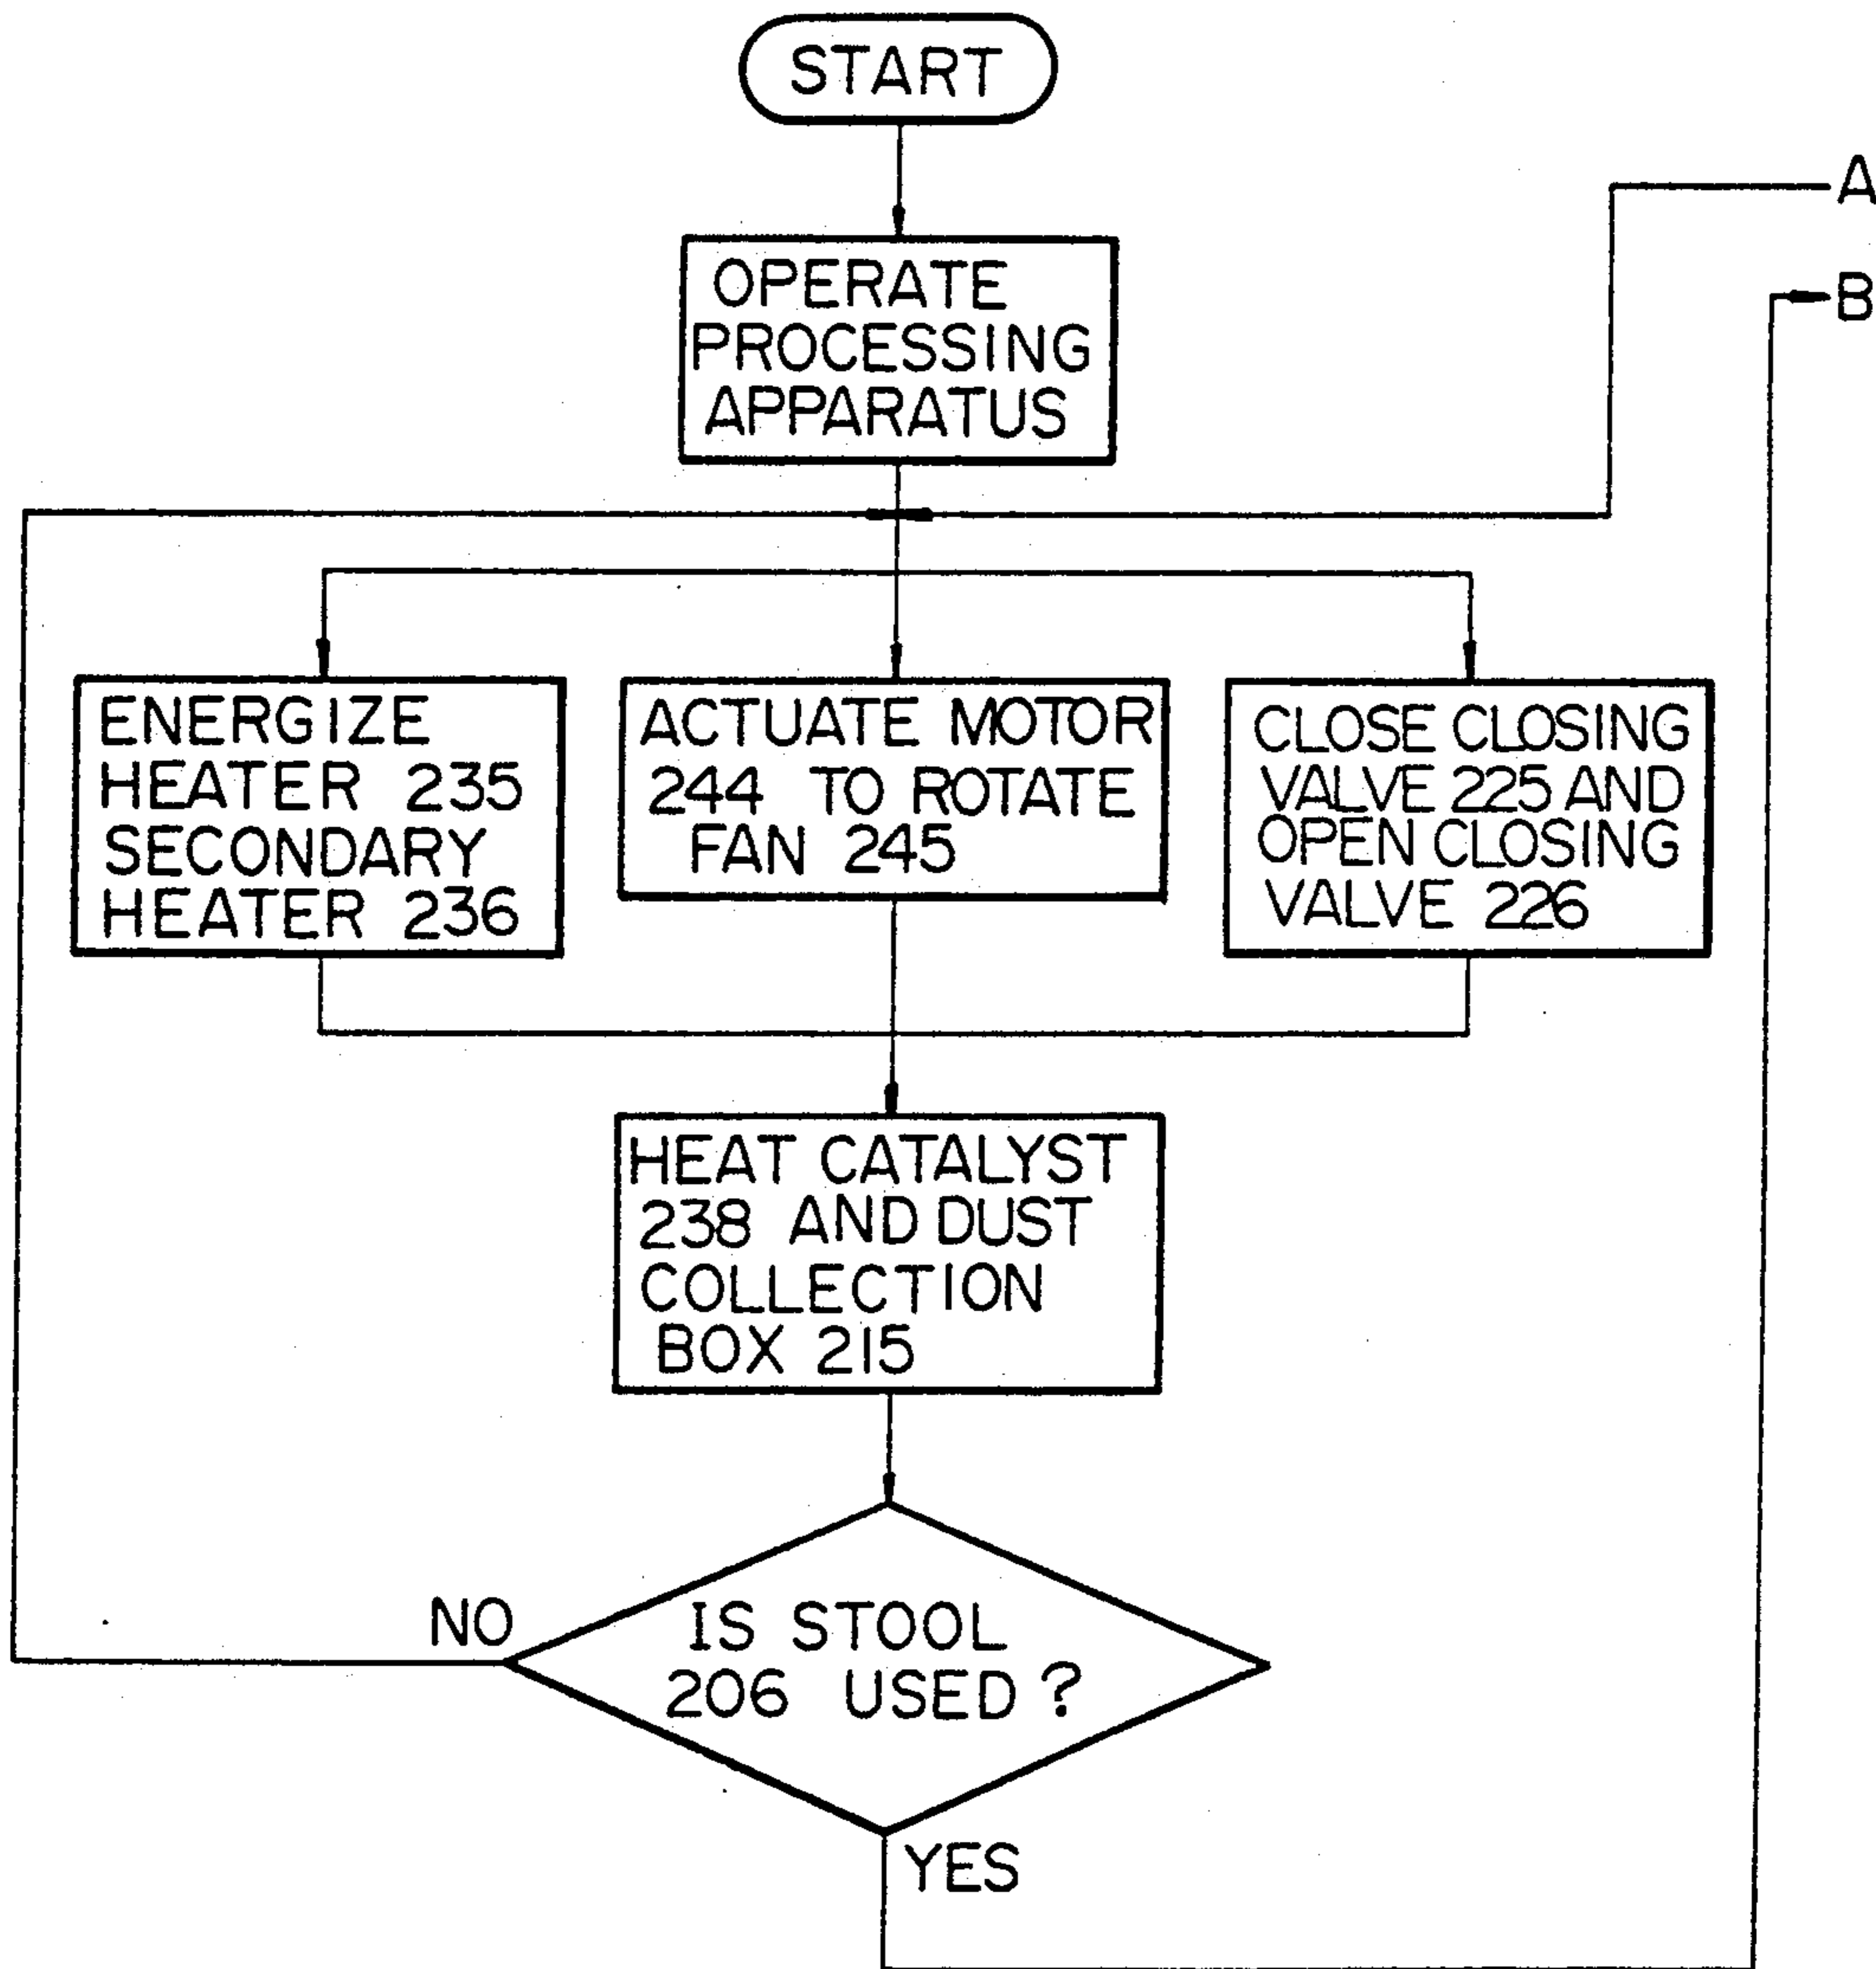 START
A
B
OPERATE
PROCESSING
APPARATUS
ENERGIZE
HEATER 235
SECONDARY
HEATER 236
ACTUATE MOTOR
244 TO ROTATE
FAN 245
CLOSE CLOSING
VALVE 225 AND
OPEN CLOSING
VALVE 226
HEAT CATALYST
238 AND DUST
COLLECTION
BOX 215
NO
IS STOOL
206 USED ?
YES